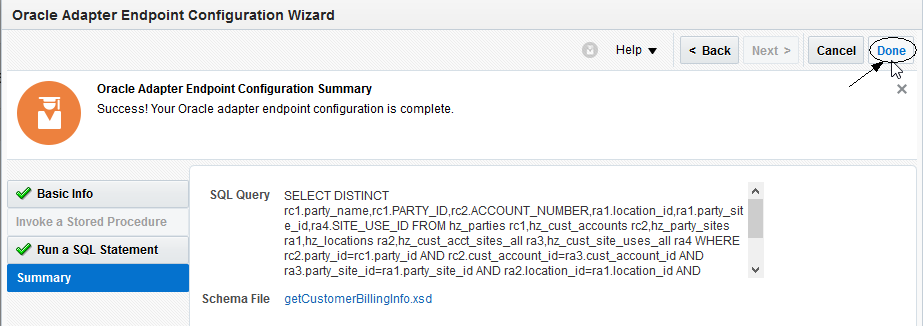 Oracle Adapter Endpoint Configuration Wizard
Help
< Back
Next >
Cancel
Done
Oracle Adapter Endpoint Configuration Summary
Success! Your Oracle adapter endpoint configuration is complete.
Basic Info
Invoke a Stored Procedure
Run a SQL Statement
Summary
SQL Query
SELECT DISTINCT
rc1.party_name,rc1.PARTY_ID,rc2.ACCOUNT_NUMBER,ra1.location_id,ra1.party_sit
e_id,ra4.SITE_USE_ID FROM hz_parties rc1,hz_cust_accounts rc2,hz_party_sites
ra1,hz_locations ra2,hz_cust_acct_sites_all ra3,hz_cust_site_uses_all ra4 WHERE
rc2.party_id=rc1.party_id AND rc2.cust_account_id=ra3.cust_account_id AND
ra3.party_site_id=ra1.party_site_id AND ra2.location_id=ra1.location_id AND
Schema File
getCustomerBillingInfo.xsd